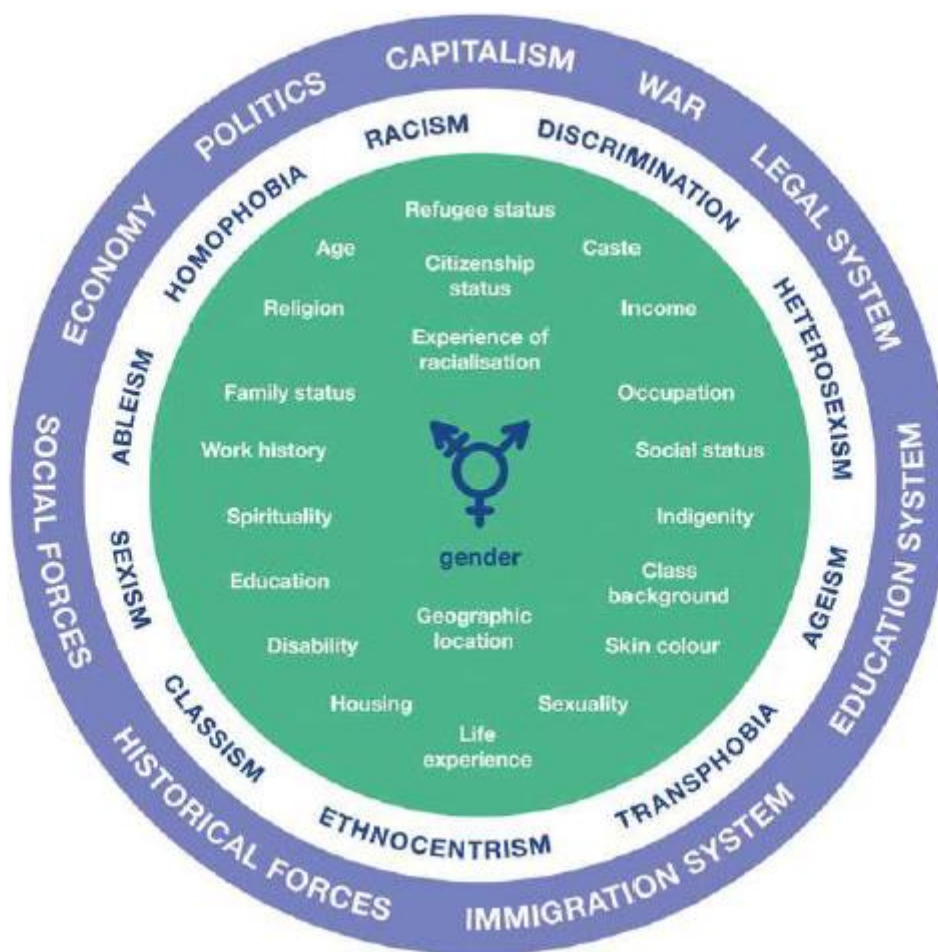 CAPITALISM
WAR
LEGAL SYSTEM
EDUCATION SYSTEM
IMMIGRATION SYSTEM
HISTORICAL FORCES
SOCIAL FORCES
ECONOMY
POLITICS
RACISM
DISCRIMINATION
HETEROSEXISM
AGEISM
TRANSPHOBIA
ETHNOCENTRISM
CLASSISM
SEXISM
ABLEISM
HOMOPHOBIA
Refugee status
Age
Caste
Citizenship
status
Religion
Income
Experience of
racialisation
Family status
Occupation
Work history
Social status
Spirituality
Indigenity
gender
Education
Class
background
Geographic
location
Disability
Skin colour
Housing
Sexuality
Life
experience